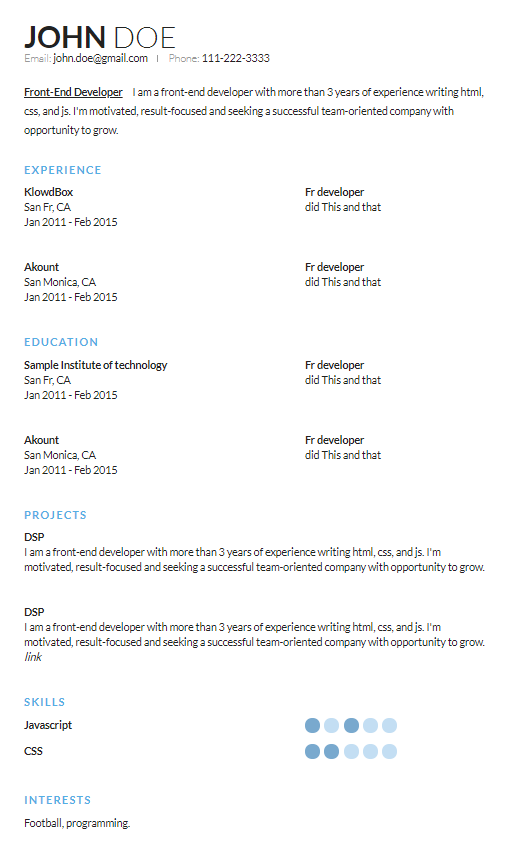 JOHN DOE
Email: john.doe@gmail.com | Phone: 111-222-3333
Front-End Developer | I am a front-end developer with more than 3 years of experience writing html,
css, and js. I'm motivated, result-focused and seeking a successful team-oriented company with
opportunity to grow.
EXPERIENCE
KlowdBox Fr developer
San Fr, CA did This and that
Jan 2011 - Feb 2015
Akount Fr developer
San Monica, CA did This and that
Jan 2011 - Feb 2015
EDUCATION
Sample Institute of technology Fr developer
San Fr, CA did This and that
Jan 2011 - Feb 2015
Akount Fr developer
San Monica, CA did This and that
Jan 2011 - Feb 2015
PROJECTS
DSP
I am a front-end developer with more than 3 years of experience writing html, css, and js. I'm
motivated, result-focused and seeking a successful team-oriented company with opportunity to grow.
DSP
I am a front-end developer with more than 3 years of experience writing html, css, and js. I'm
motivated, result-focused and seeking a successful team-oriented company with opportunity to grow.
link
SKILLS
Javascript
CSS
INTERESTS
Football, programming.